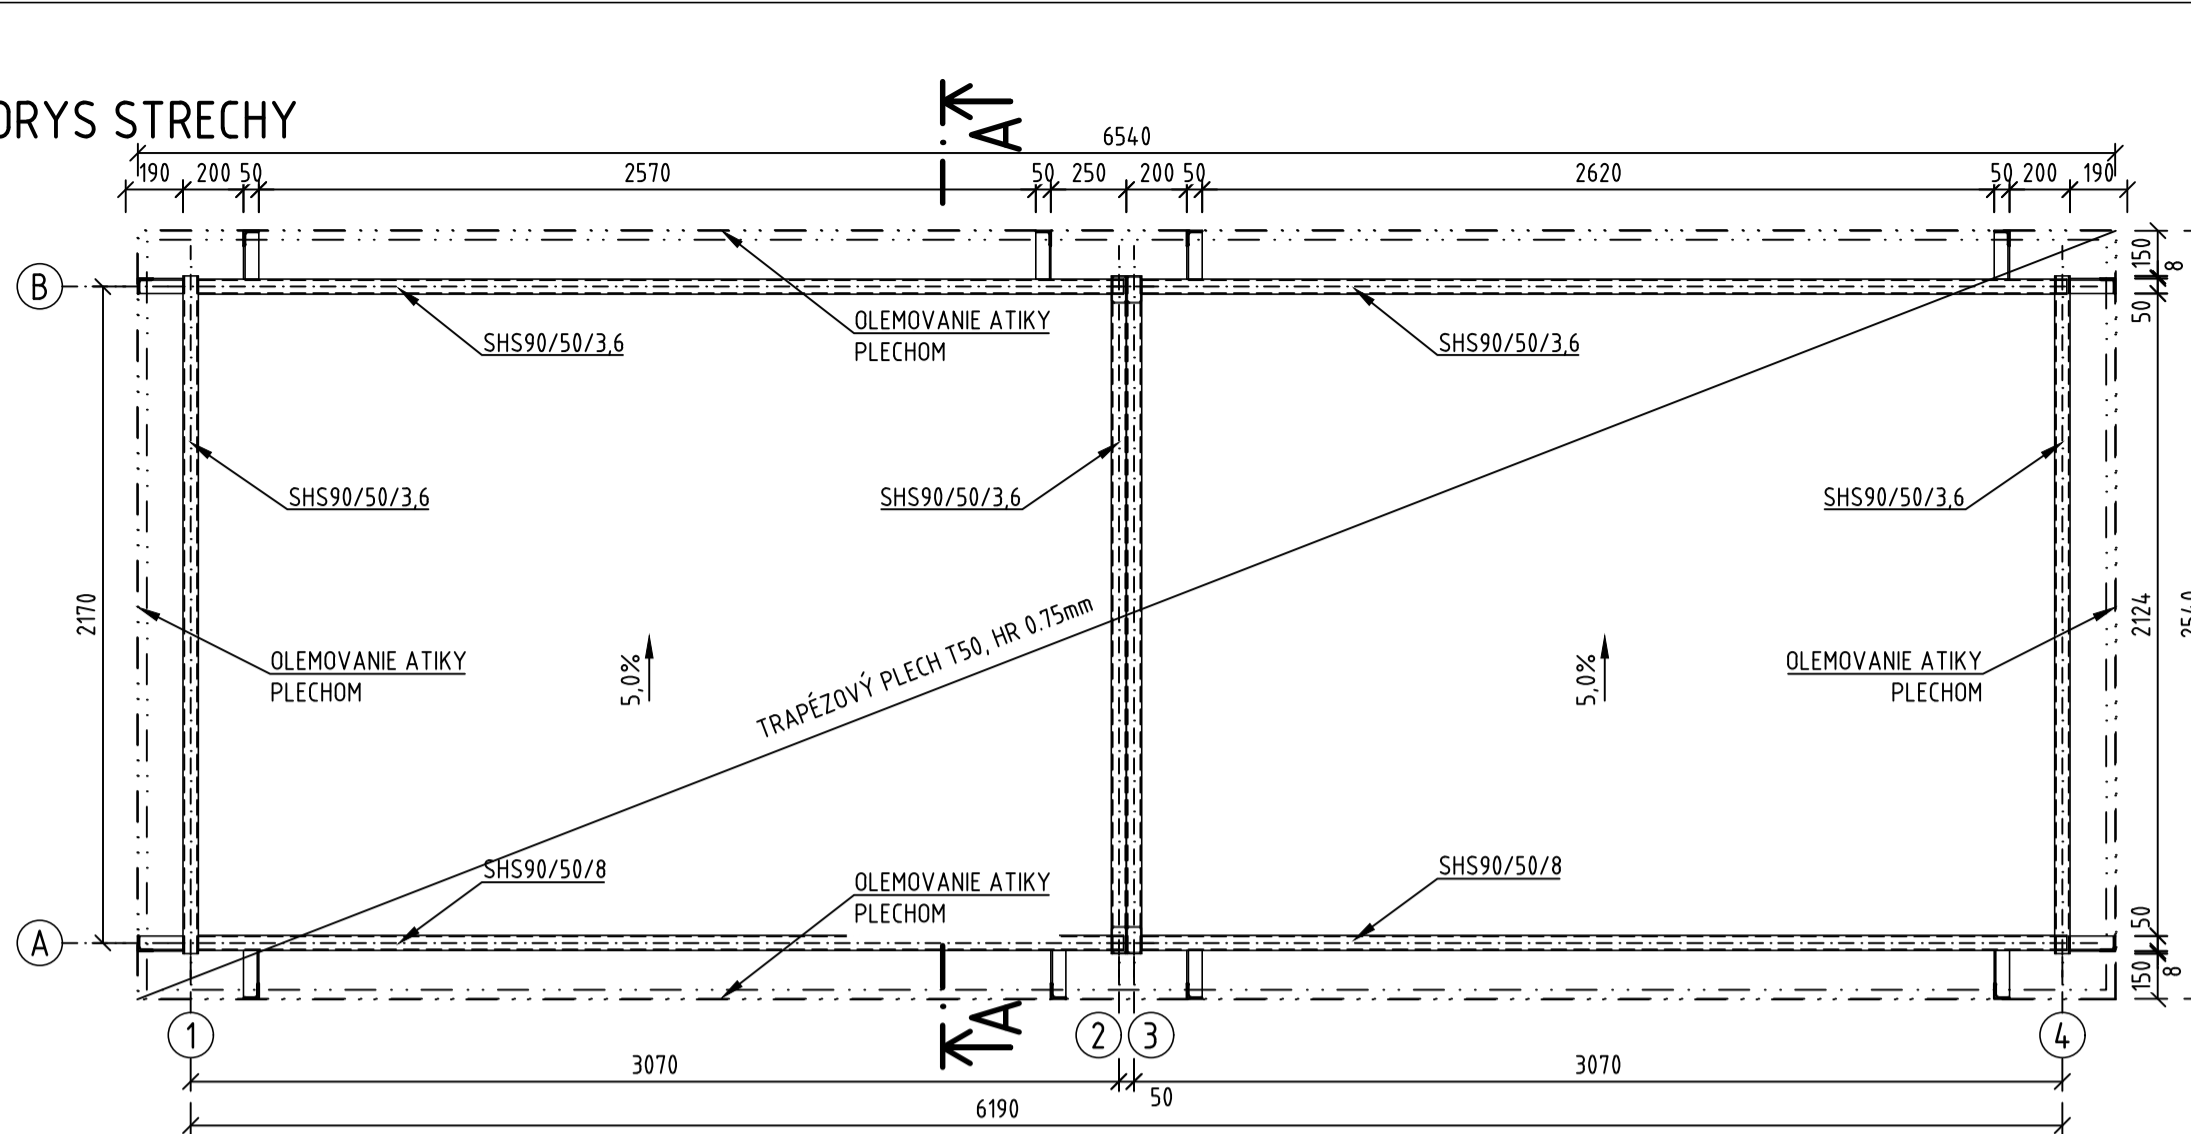 ORYS STRECHY
A
6540
190 200 50 2570 50 250 200 50 2620 50 200 190
B
150
8
50
OLEMOVANIE ATIKY
PLECHOM
SHS90/50/3,6
SHS90/50/3,6
SHS90/50/3,6
SHS90/50/3,6
SHS90/50/3,6
2170
2124
2540
TRAPÉZOVÝ PLECH T50, HR 0.75mm
OLEMOVANIE ATIKY
PLECHOM
5,0%
5,0%
OLEMOVANIE ATIKY
PLECHOM
SHS90/50/8
SHS90/50/8
OLEMOVANIE ATIKY
PLECHOM
50
A
150
8
A
1
2
3
4
3070
50
3070
6190